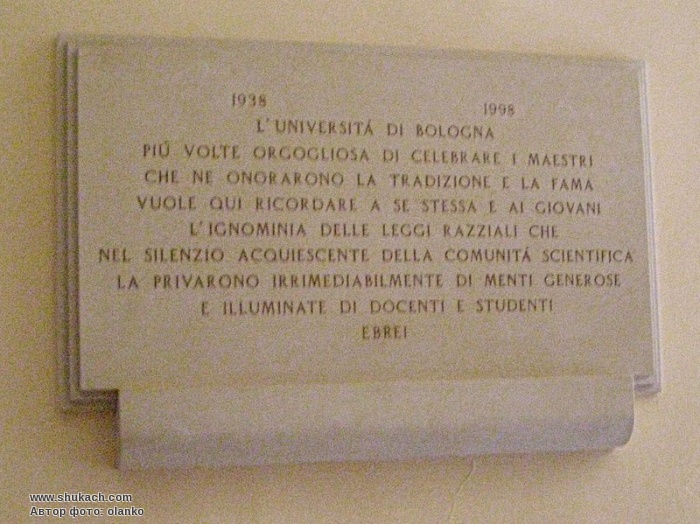 1938 1998
L'UNIVERSITÁ DI BOLOGNA
PIÚ VOLTE ORGOGLIOSA DI CELEBRARE I MAESTRI
CHE NE ONORARONO LA TRADIZIONE E LA FAMA
VUOLE QUI RICORDARE A SE STESSA E AI GIOVANI
L'IGNOMINIA DELLE LEGGI RAZZIALI CHE
NEL SILENZIO ACQUIESCENTE DELLA COMUNITÁ SCIENTIFICA
LA PRIVARONO IRRIMEDIABILMENTE DI MENTI GENEROSE
E ILLUMINATE DI DOCENTI E STUDENTI
EBREI
www.shukach.com
Автор фото: olanko